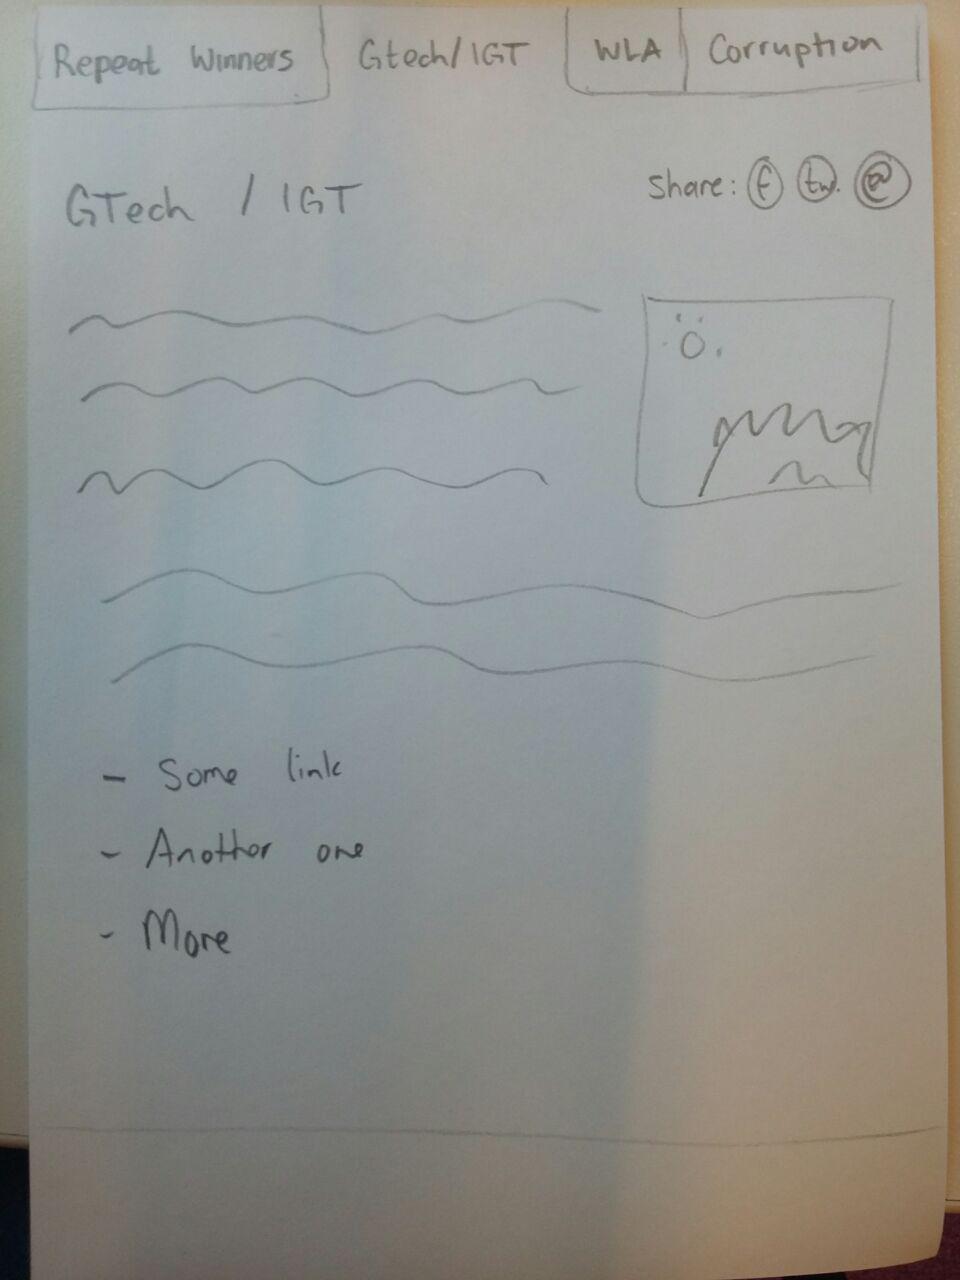 Repeat Winners Gtech/IGT WLA Corruption
GTech / IGT
Share: f tw. @
- Some link
- Another one
- More